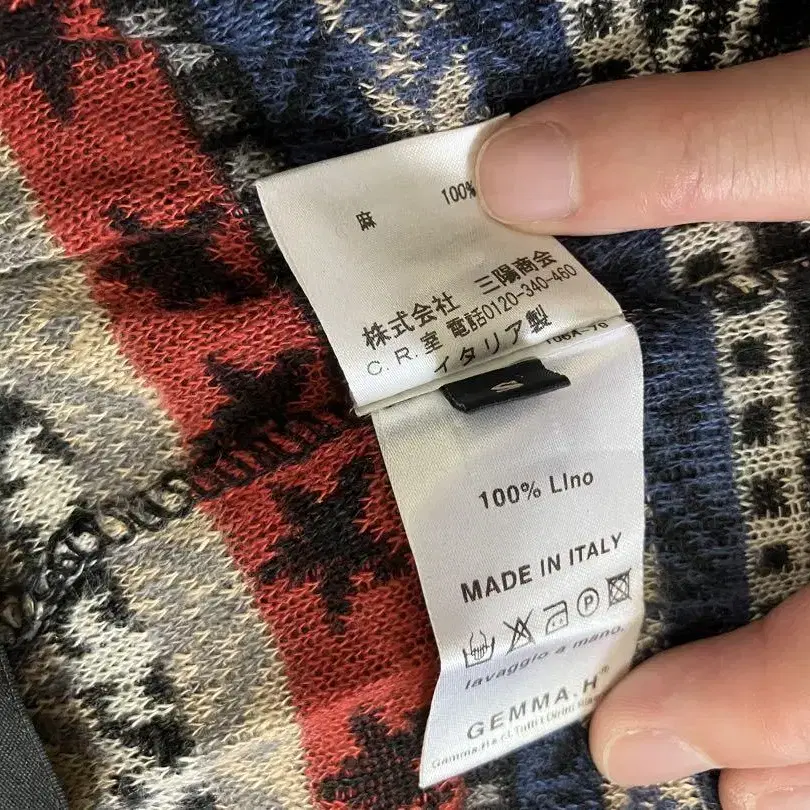 麻 100%
株式会社 三陽商会
C.R.室 電話0120-340-460
イタリア製
S
100% LIno
MADE IN ITALY
P
lavaggio a mano.
GEMMA.H®